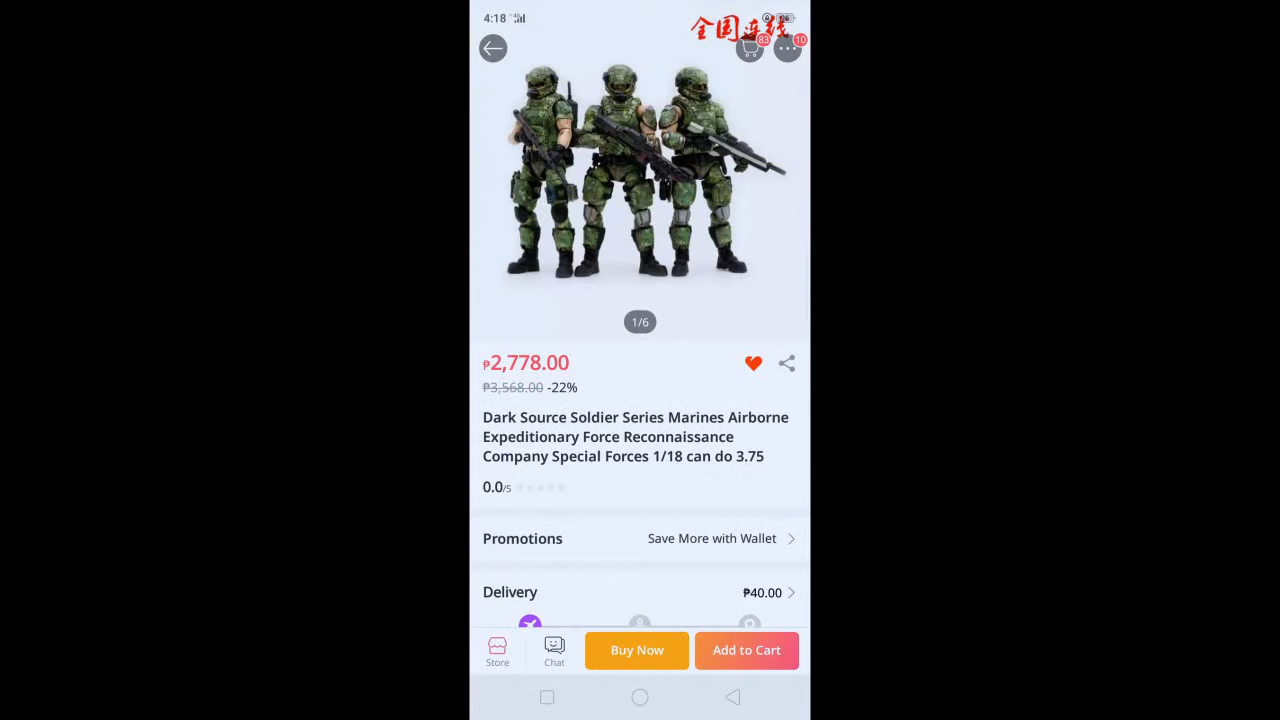 4:18
全国连线
83
10
1/6
₱2,778.00
₱3,568.00 -22%
Dark Source Soldier Series Marines Airborne
Expeditionary Force Reconnaissance
Company Special Forces 1/18 can do 3.75
0.0/5
Promotions
Save More with Wallet
Delivery
₱40.00
Store
Chat
Buy Now
Add to Cart